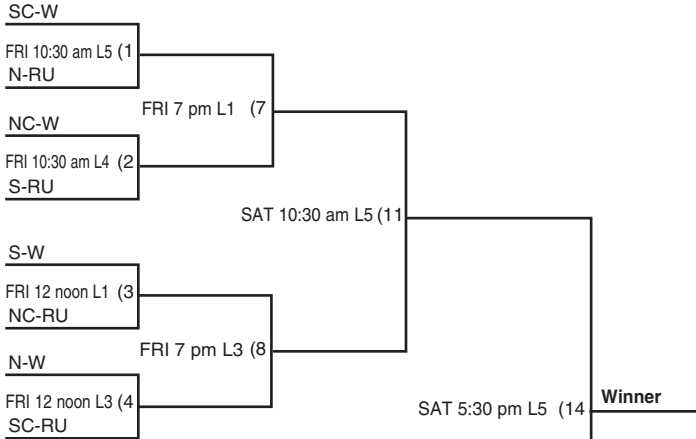 SC-W
FRI 10:30 am L5 (1
N-RU
FRI 7 pm L1 (7
NC-W
FRI 10:30 am L4 (2
S-RU
SAT 10:30 am L5 (11
S-W
FRI 12 noon L1 (3
NC-RU
FRI 7 pm L3 (8
N-W
FRI 12 noon L3 (4
SC-RU
SAT 5:30 pm L5 (14
Winner